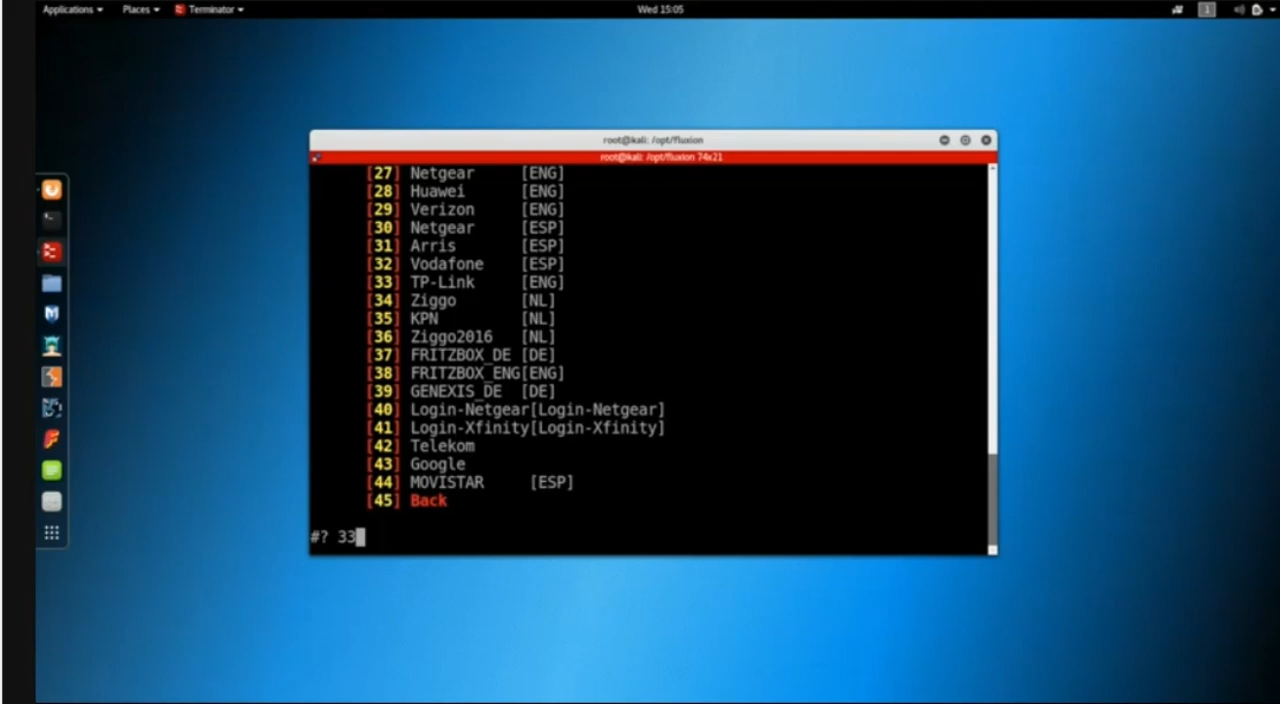 Applications Places Terminator Wed 15:05 1
root@kali: /opt/fluxion
root@kali: /opt/fluxion 74x21
[27] Netgear [ENG]
[28] Huawei [ENG]
[29] Verizon [ENG]
[30] Netgear [ESP]
[31] Arris [ESP]
[32] Vodafone [ESP]
[33] TP-Link [ENG]
[34] Ziggo [NL]
[35] KPN [NL]
[36] Ziggo2016 [NL]
[37] FRITZBOX_DE [DE]
[38] FRITZBOX_ENG[ENG]
[39] GENEXIS_DE [DE]
[40] Login-Netgear[Login-Netgear]
[41] Login-Xfinity[Login-Xfinity]
[42] Telekom
[43] Google
[44] MOVISTAR [ESP]
[45] Back
#? 33